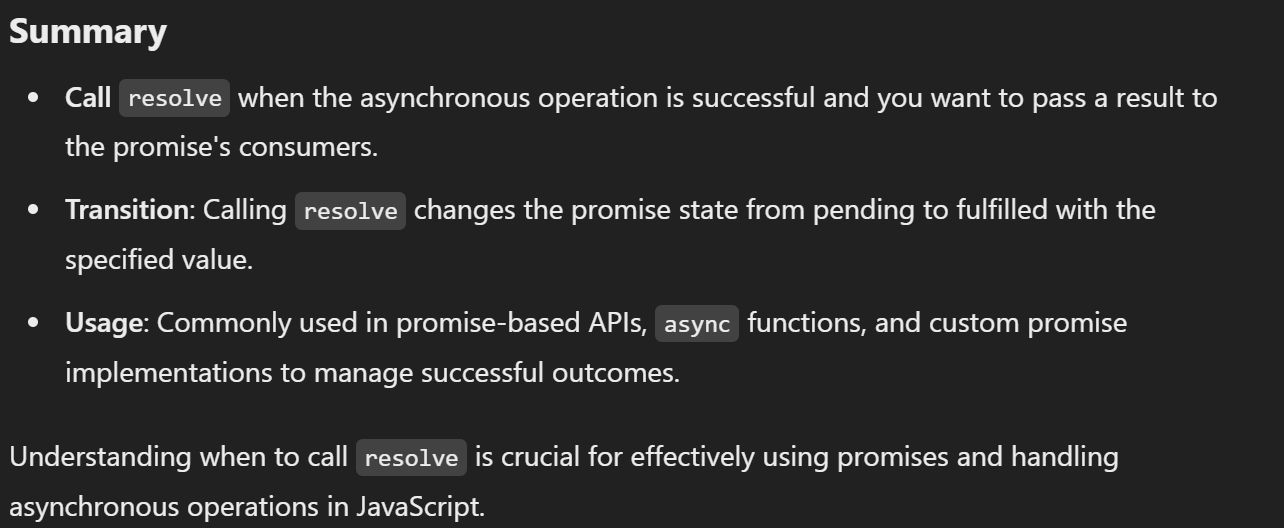 Summary
• Call resolve when the asynchronous operation is successful and you want to pass a result to
the promise's consumers.
• Transition: Calling resolve changes the promise state from pending to fulfilled with the
specified value.
• Usage: Commonly used in promise-based APIs, async functions, and custom promise
implementations to manage successful outcomes.
Understanding when to call resolve is crucial for effectively using promises and handling
asynchronous operations in JavaScript.